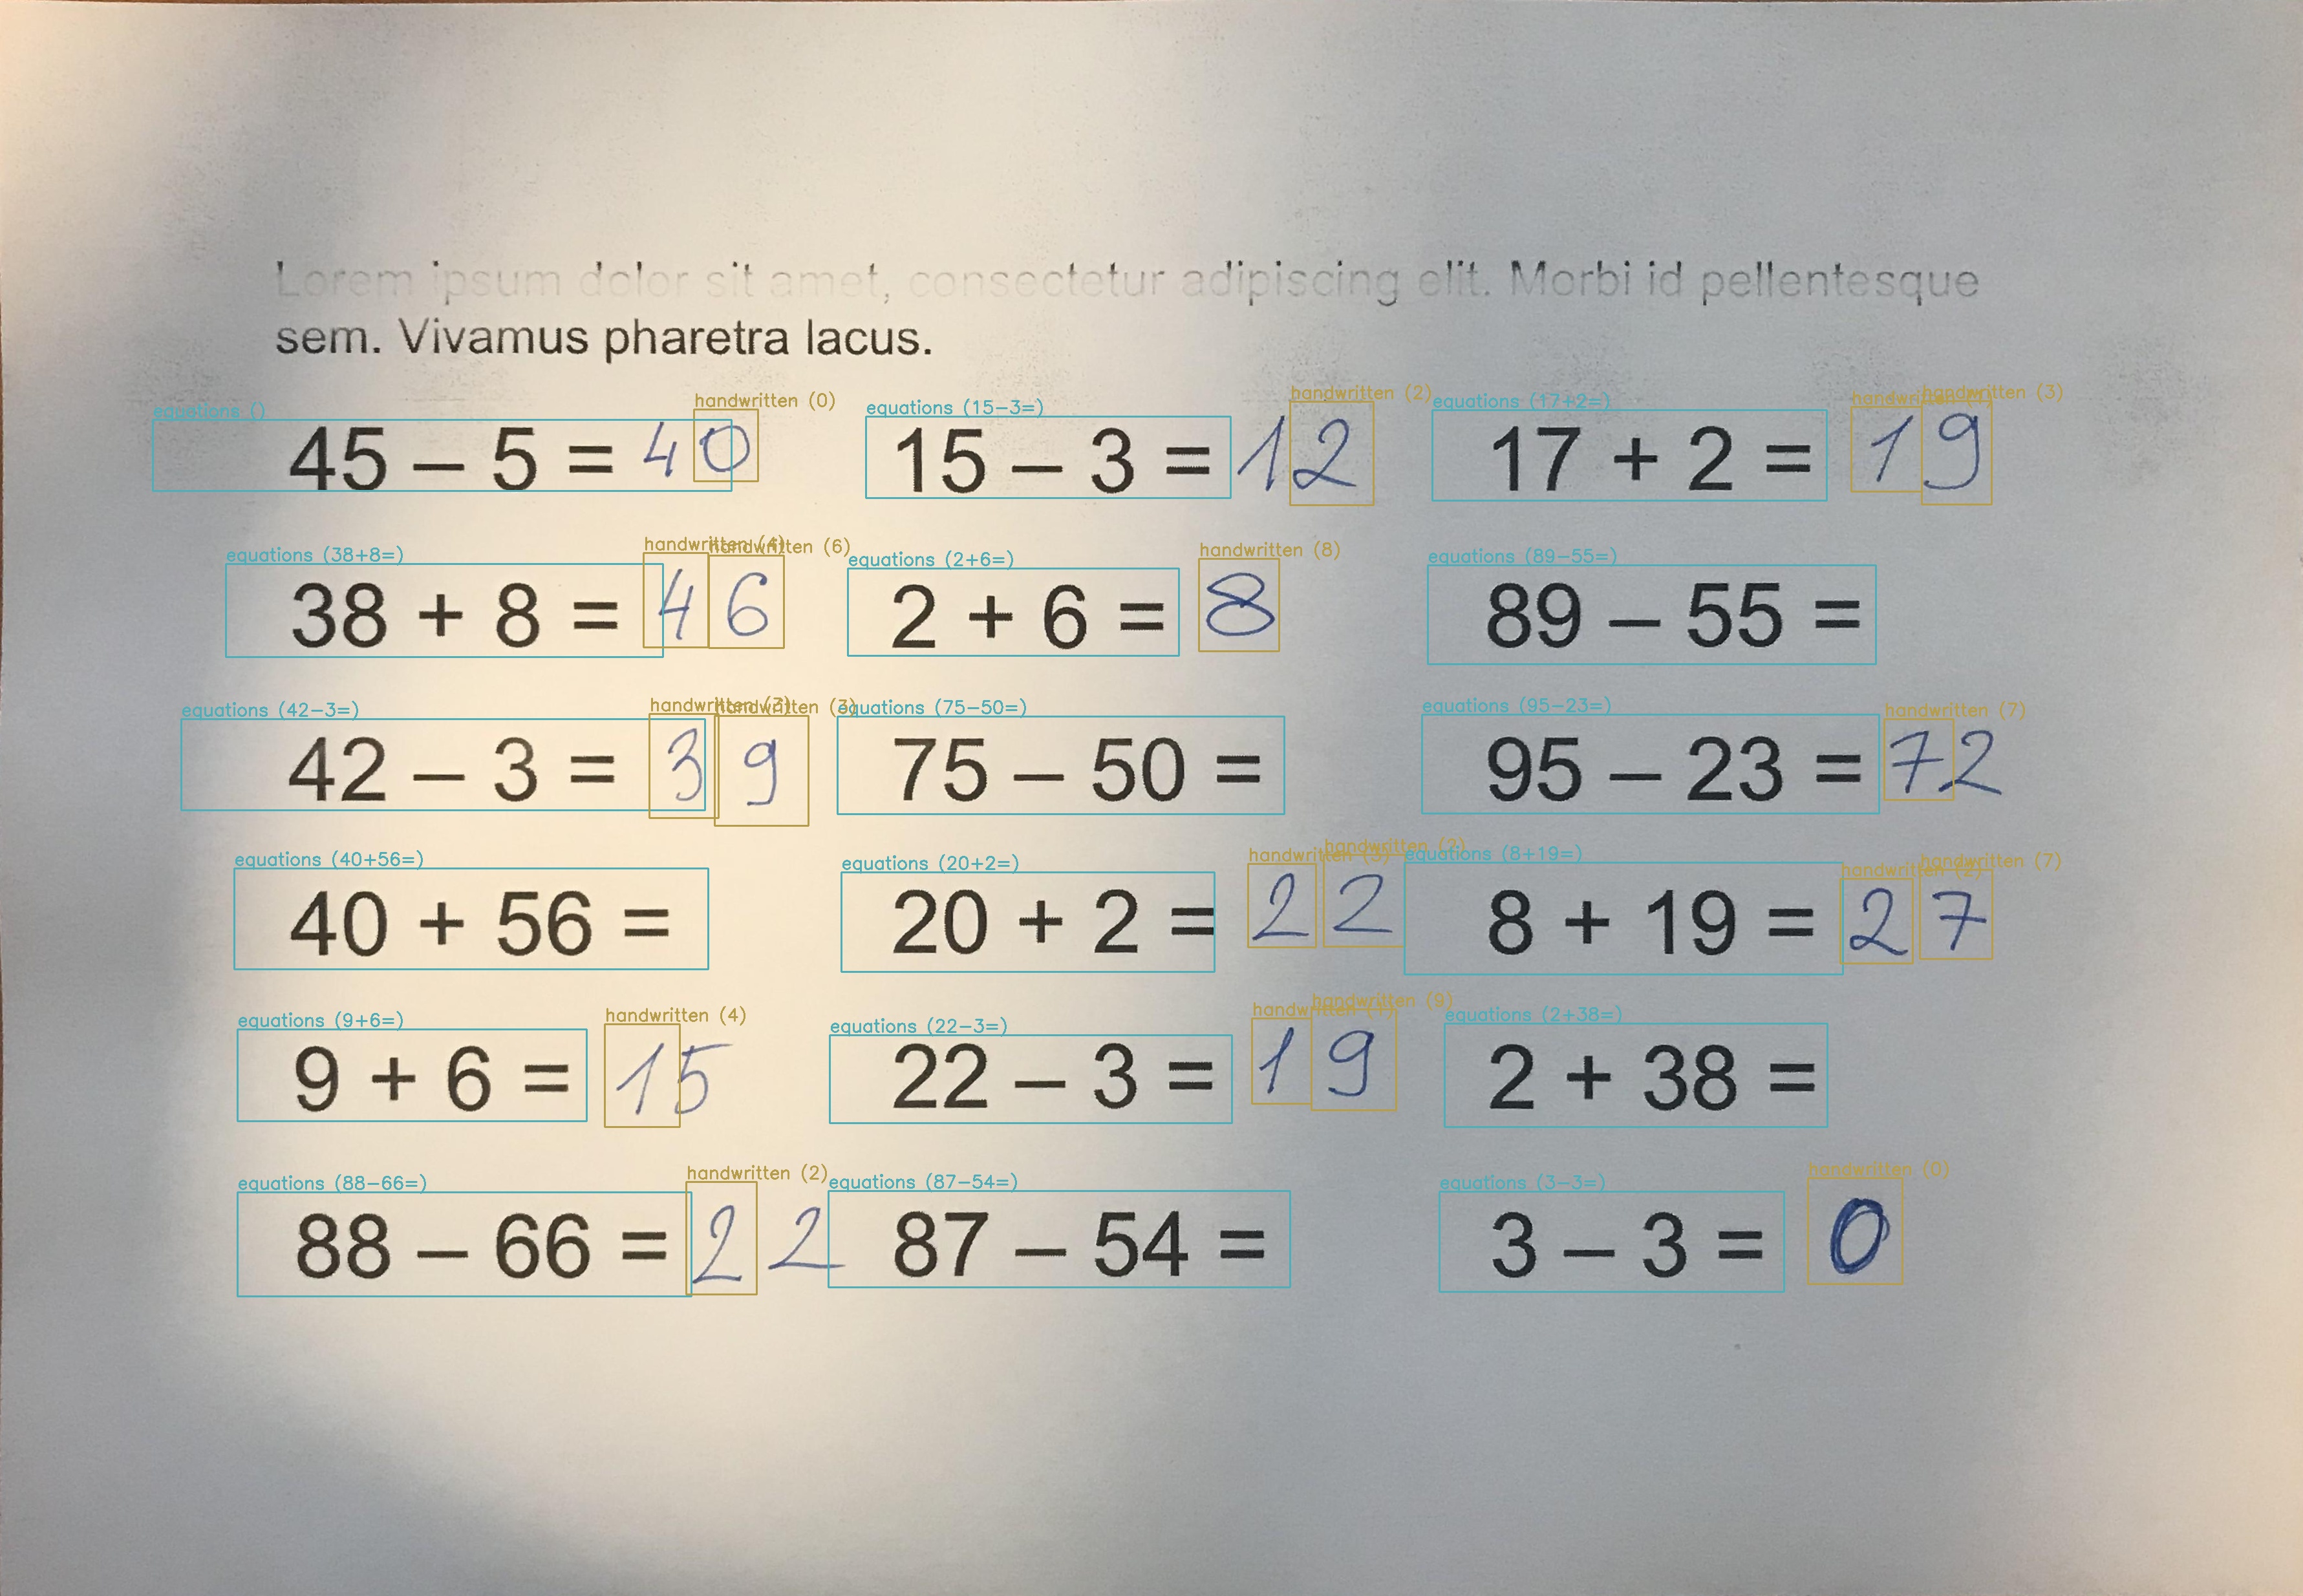 Lorem ipsum dolor sit amet, consectetur adipiscing elit. Morbi id pellentesque
sem. Vivamus pharetra lacus.
handwritten (0) handwritten (2) handwritten (3)
equations () equations (15-3=) equations (17+2=)
45 – 5 = 40 15 – 3 = 12 17 + 2 = 19
handwritten (4) handwritten (6) handwritten (8)
equations (38+8=) equations (2+6=) equations (89-55=)
38 + 8 = 46 2 + 6 = 8 89 – 55 =
handwritten (3) handwritten (3) handwritten (7)
equations (42-3=) equations (75-50=) equations (95-23=)
42 – 3 = 39 75 – 50 = 95 – 23 = 72
handwritten (3) handwritten (2) handwritten (2) handwritten (7)
equations (40+56=) equations (20+2=) equations (8+19=)
40 + 56 = 20 + 2 = 22 8 + 19 = 27
handwritten (4) handwritten (1) handwritten (9)
equations (9+6=) equations (22-3=) equations (2+38=)
9 + 6 = 15 22 – 3 = 19 2 + 38 =
handwritten (2) handwritten (0)
equations (88-66=) equations (87-54=) equations (3-3=)
88 – 66 = 22 87 – 54 = 3 – 3 = 0